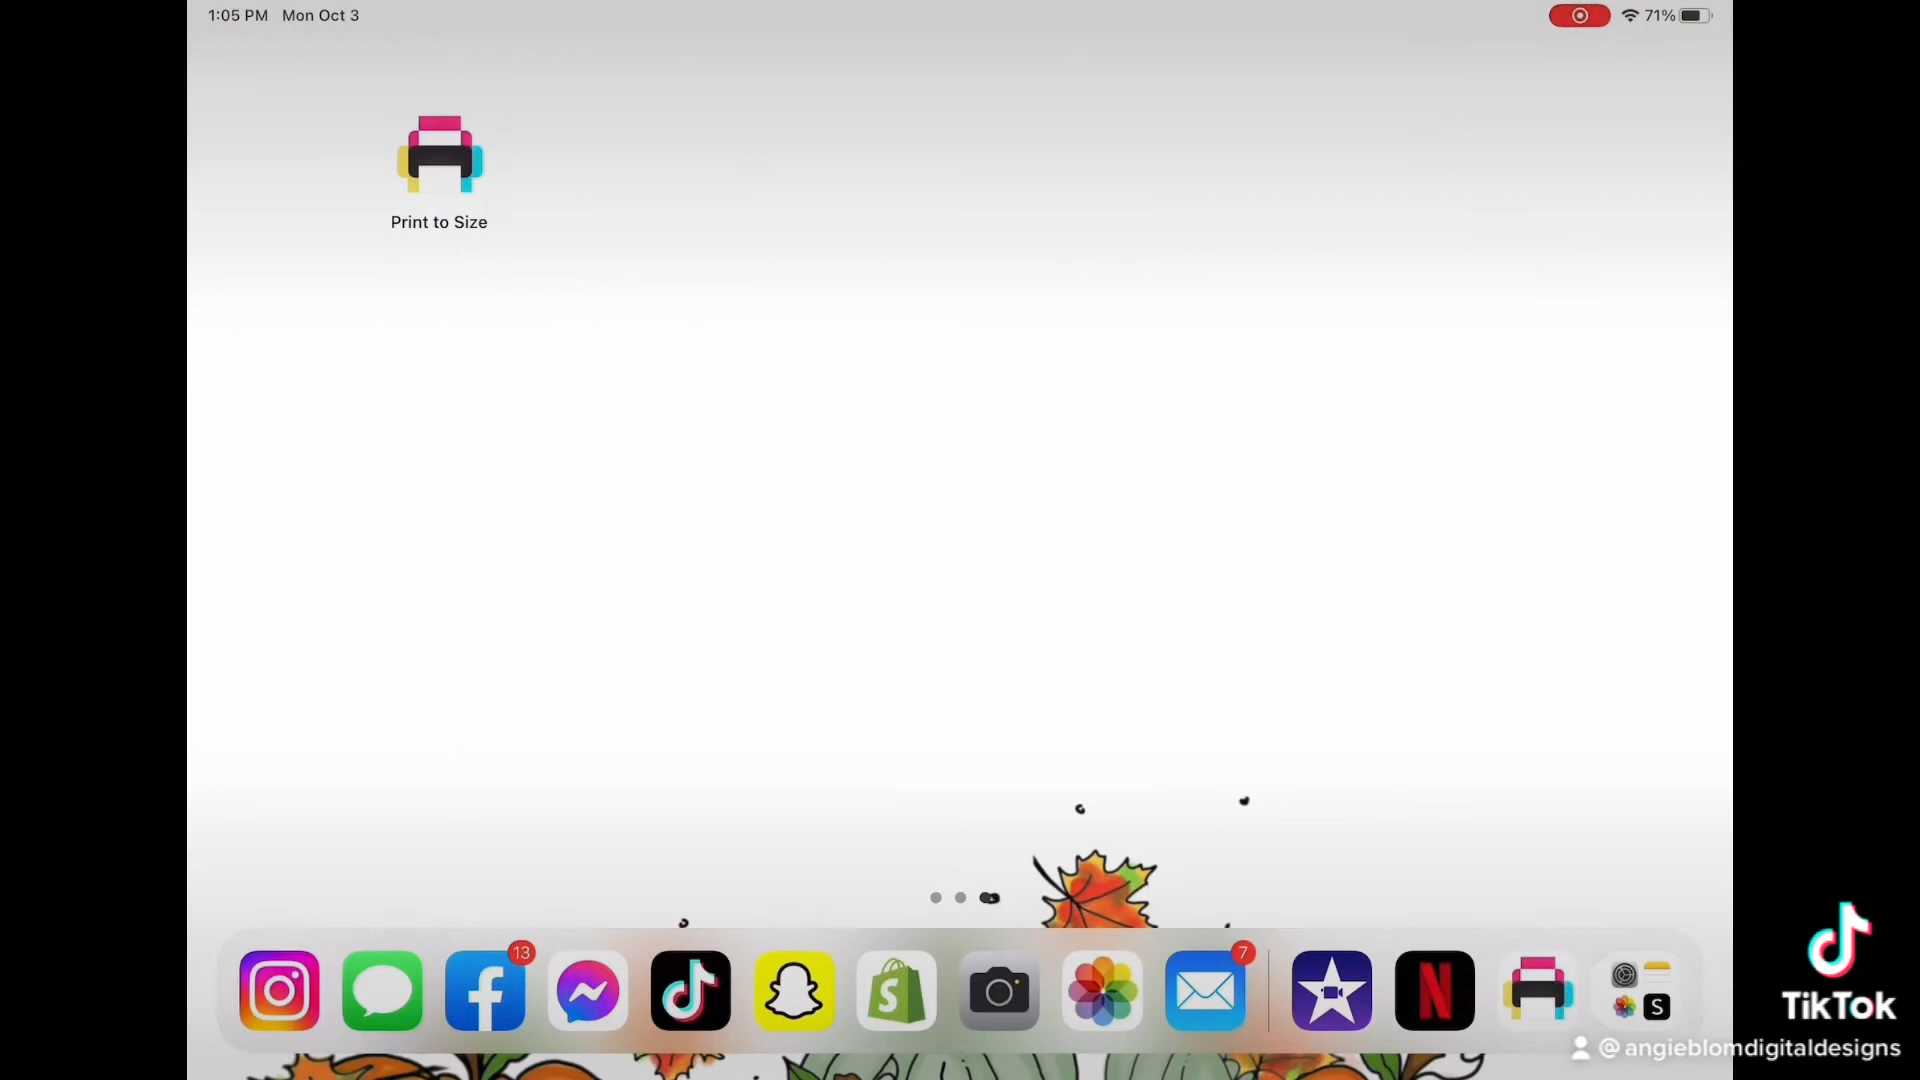 1:05 PM Mon Oct 3
71%
Print to Size
13
7
N
S
TikTok
@angieblomdigitaldesigns